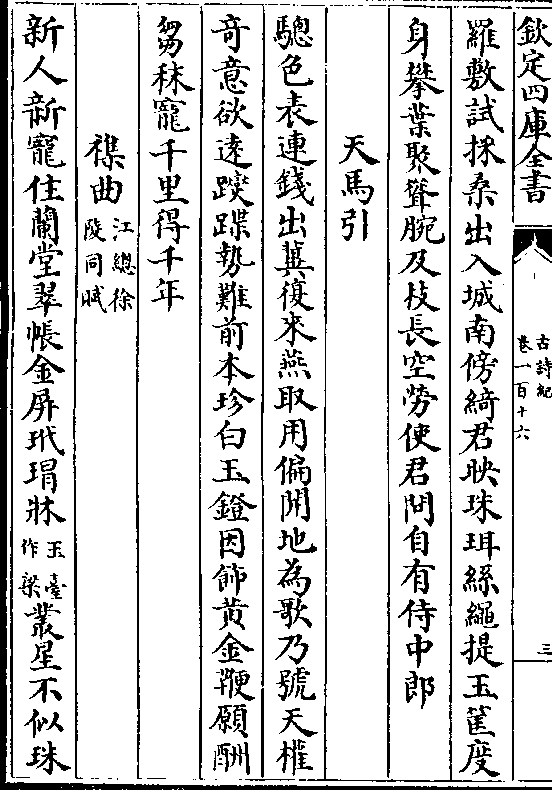 欽定四庫全書
古詩紀
卷一百十六
三
羅敷試採桑出入城南傍綺君映珠珥絲繩提玉筐度
身攀葉聚聳腕及枝長空勞使君問自有侍中郎
天馬引
驄色表連錢出冀復來燕取用偏開地為歌乃號天權
竒意欲遠䠠蹀勢難前本珍白玉鐙因飾黄金鞭願酬
芻秣寵千里得千年
襍曲
江總徐
陵同賦
新人新寵住蘭堂翠帳金屏玳瑁牀
玉臺
作梁
叢星不似珠